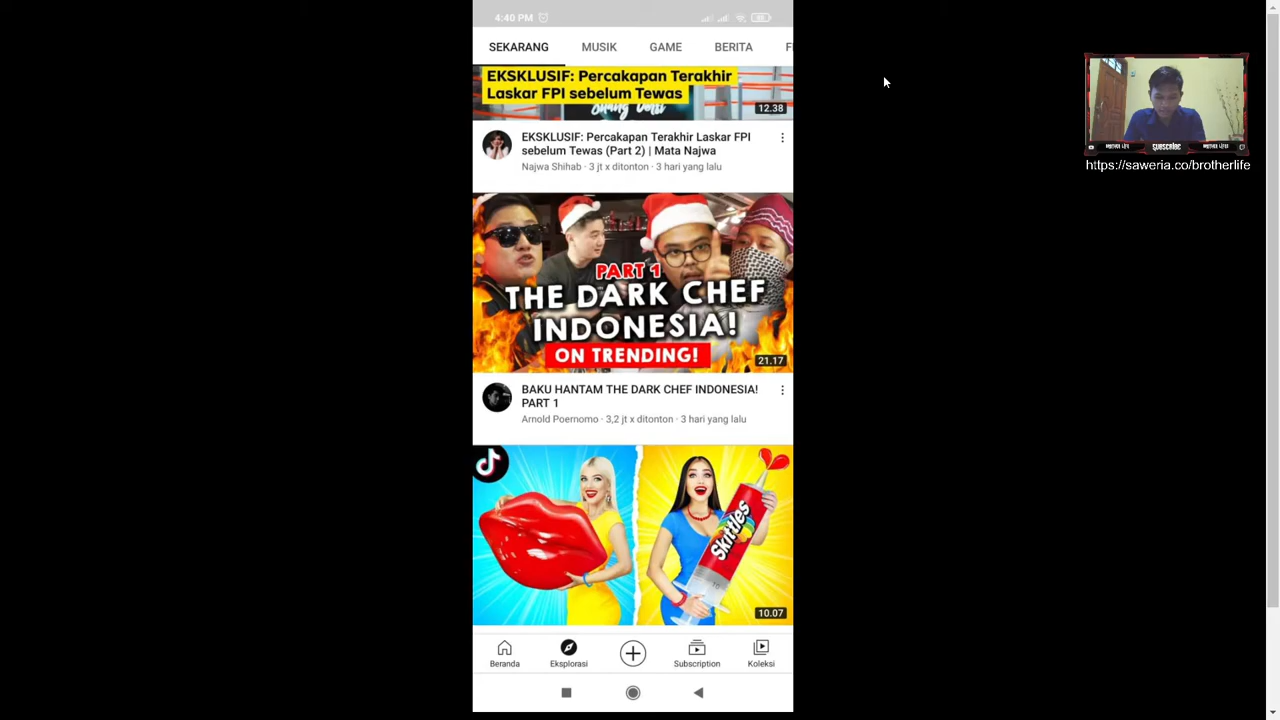 4:40 PM
SEKARANG MUSIK GAME BERITA
EKSKLUSIF: Percakapan Terakhir
Laskar FPI sebelum Tewas
12.38
EKSKLUSIF: Percakapan Terakhir Laskar FPI
sebelum Tewas (Part 2) | Mata Najwa
Najwa Shihab · 3 jt x ditonton · 3 hari yang lalu
PART 1
THE DARK CHEF
INDONESIA!
ON TRENDING!
21.17
BAKU HANTAM THE DARK CHEF INDONESIA!
PART 1
Arnold Poernomo · 3,2 jt x ditonton · 3 hari yang lalu
Skittles
10.07
Beranda Eksplorasi Subscription Koleksi
SUBSCRIBE
https://saweria.co/brotherlife